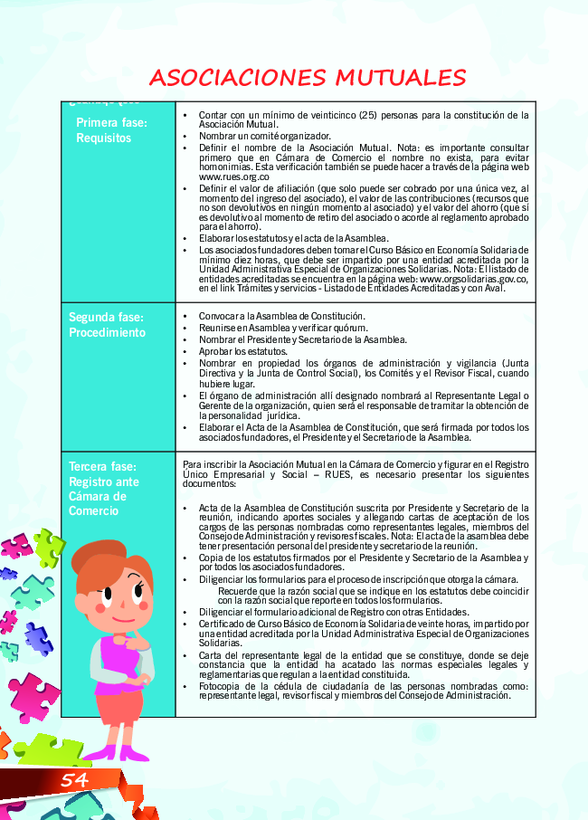 ASOCIACIONES MUTUALES
Primera fase:
Requisitos
• Contar con un mínimo de veinticinco (25) personas para la constitución de la
Asociación Mutual.
• Nombrar un comité organizador.
• Definir el nombre de la Asociación Mutual. Nota: es importante consultar
primero que en Cámara de Comercio el nombre no exista, para evitar
homonimias. Esta verificación también se puede hacer a través de la página web
www.rues.org.co
• Definir el valor de afiliación (que solo puede ser cobrado por una única vez, al
momento del ingreso del asociado), el valor de las contribuciones (recursos que
no son devolutivos en ningún momento al asociado) y el valor del ahorro (que sí
es devolutivo al momento de retiro del asociado o acorde al reglamento aprobado
para el ahorro).
• Elaborar los estatutos y el acta de la Asamblea.
• Los asociados fundadores deben tomar el Curso Básico en Economía Solidaria de
mínimo diez horas, que debe ser impartido por una entidad acreditada por la
Unidad Administrativa Especial de Organizaciones Solidarias. Nota: El listado de
entidades acreditadas se encuentra en la página web: www.orgsolidarias.gov.co,
en el link Trámites y servicios - Listado de Entidades Acreditadas y con Aval.
Segunda fase:
Procedimiento
• Convocar a la Asamblea de Constitución.
• Reunirse en Asamblea y verificar quórum.
• Nombrar el Presidente y Secretario de la Asamblea.
• Aprobar los estatutos.
• Nombrar en propiedad los órganos de administración y vigilancia (Junta
Directiva y la Junta de Control Social), los Comités y el Revisor Fiscal, cuando
hubiere lugar.
• El órgano de administración allí designado nombrará al Representante Legal o
Gerente de la organización, quien será el responsable de tramitar la obtención de
la personalidad jurídica.
• Elaborar el Acta de la Asamblea de Constitución, que será firmada por todos los
asociados fundadores, el Presidente y el Secretario de la Asamblea.
Tercera fase:
Registro ante
Cámara de
Comercio
Para inscribir la Asociación Mutual en la Cámara de Comercio y figurar en el Registro
Único Empresarial y Social – RUES, es necesario presentar los siguientes
documentos:
• Acta de la Asamblea de Constitución suscrita por Presidente y Secretario de la
reunión, indicando aportes sociales y allegando cartas de aceptación de los
cargos de las personas nombradas como representantes legales, miembros del
Consejo de Administración y revisores fiscales. Nota: El acta de la asamblea debe
tener presentación personal del presidente y secretario de la reunión.
• Copia de los estatutos firmados por el Presidente y Secretario de la Asamblea y
por todos los asociados fundadores.
• Diligenciar los formularios para el proceso de inscripción que otorga la cámara.
Recuerde que la razón social que se indique en los estatutos debe coincidir
con la razón social que reporte en todos los formularios.
• Diligenciar el formulario adicional de Registro con otras Entidades.
• Certificado de Curso Básico de Economía Solidaria de veinte horas, impartido por
una entidad acreditada por la Unidad Administrativa Especial de Organizaciones
Solidarias.
• Carta del representante legal de la entidad que se constituye, donde se deje
constancia que la entidad ha acatado las normas especiales legales y
reglamentarias que regulan a la entidad constituida.
• Fotocopia de la cédula de ciudadanía de las personas nombradas como:
representante legal, revisor fiscal y miembros del Consejo de Administración.
54